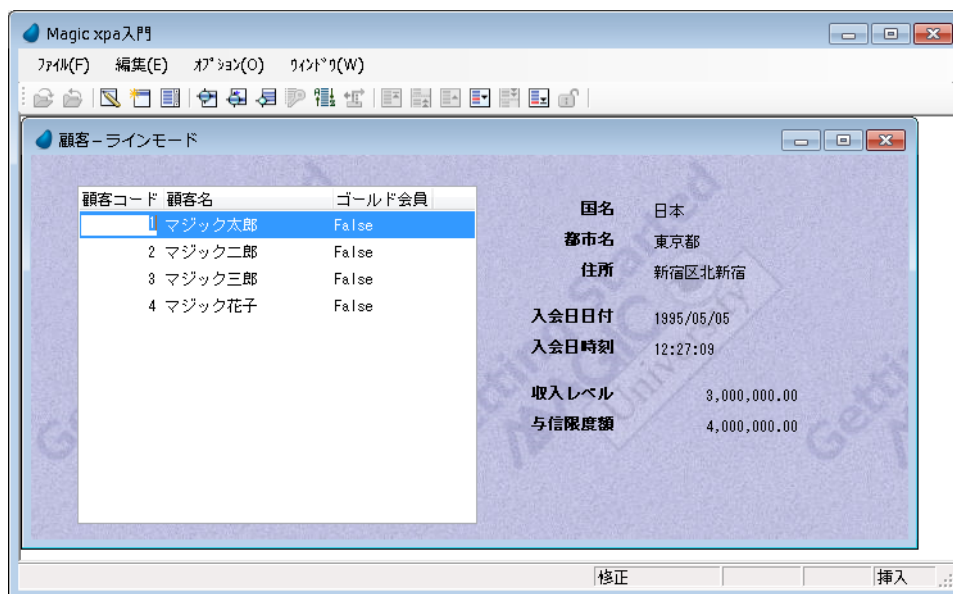 Magic xpa入門
ﾌｧｲﾙ(F) 編集(E) ｵﾌﾟｼｮﾝ(O) ｳｨﾝﾄﾞｳ(W)
顧客－ラインモード
顧客コード 顧客名 ゴールド会員
1 マジック太郎 False
2 マジック二郎 False
3 マジック三郎 False
4 マジック花子 False
国名 日本
都市名 東京都
住所 新宿区北新宿
入会日日付 1995/05/05
入会日時刻 12:27:09
収入レベル 3,000,000.00
与信限度額 4,000,000.00
Getting Started
Magic
University
修正 挿入